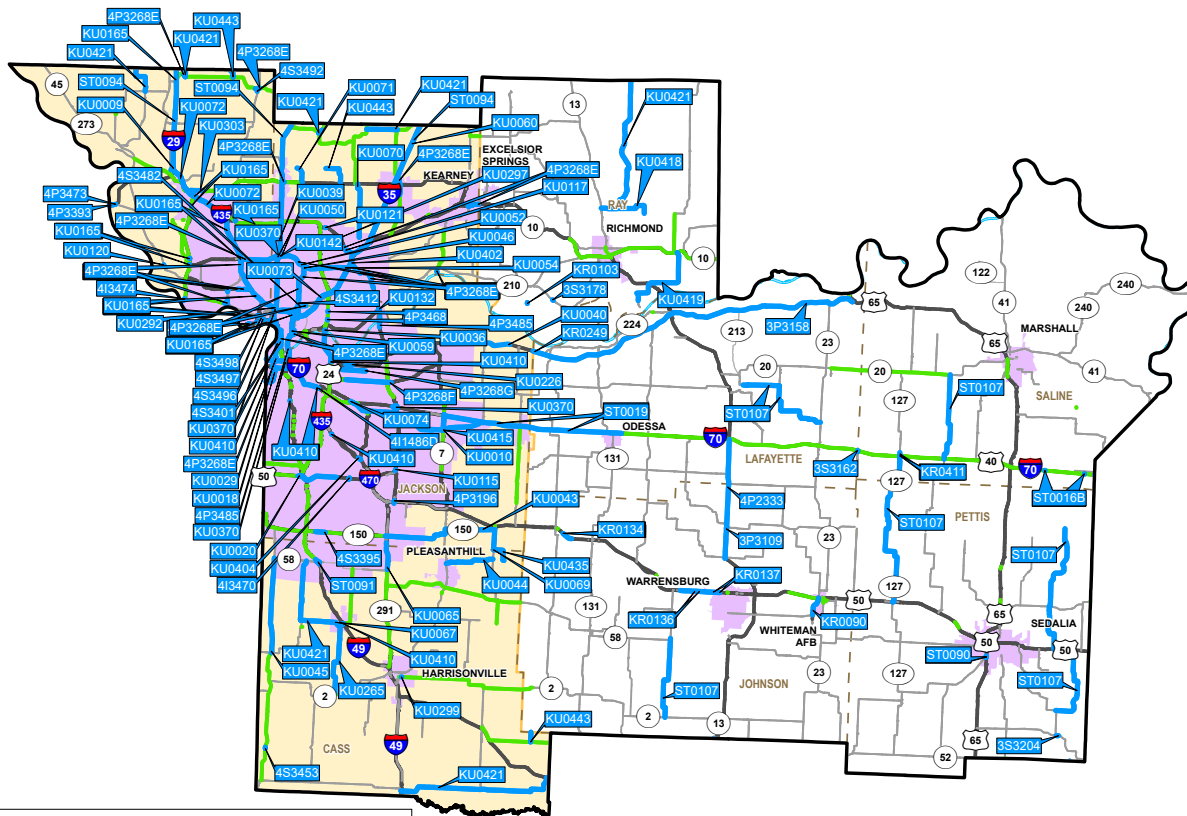 4P3268E
KU0443
KU0165
KU0421
4P3268E
KU0421
4S3492
45
ST0094
ST0094
KU0071
KU0421
KU0009
KU0072
KU0421
KU0443
ST0094
13
KU0421
273
KU0303
KU0060
29
4P3268E
KU0070
EXCELSIOR
SPRINGS
4P3268E
KU0418
4S3482
KU0165
KU0039
KEARNEY
KU0297
4P3268E
35
KU0117
4P3473
KU0072
KU0050
KU0121
RAY
4P3393
KU0165
435
KU0165
KU0052
RICHMOND
4P3268E
KU0370
KU0046
10
KU0165
KU0142
KU0402
10
KU0120
KU0054
122
4P3268E
KU0073
4P3268E
KR0103
210
4I3474
3S3178
KU0419
65
41
240
240
KU0165
4S3412
KU0132
KU0292
4P3268E
4P3468
4P3485
KU0040
224
3P3158
MARSHALL
KU0165
KU0036
KR0249
213
23
65
4S3498
4P3268E
KU0059
KU0410
4S3497
70
24
KU0226
20
20
41
4S3496
4P3268F
4P3268G
ST0107
SALINE
4S3401
KU0370
ST0107
127
KU0370
435
KU0074
ST0019
KU0410
KU0410
4I1486D
KU0415
ODESSA
70
4P3268E
KU0410
7
KU0010
LAFAYETTE
3S3162
KR0411
40
70
KU0029
50
470
KU0115
131
127
ST0016B
KU0018
JACKSON
4P3196
KU0043
4P2333
4P3485
PETTIS
KU0370
150
150
KR0134
ST0107
KU0020
4S3395
PLEASANTHILL
KU0435
3P3109
23
ST0107
KU0404
58
KU0044
KU0069
WARRENSBURG
KR0137
127
4I3470
ST0091
291
131
50
65
KU0065
KR0136
WHITEMAN
AFB
KR0090
SEDALIA
KU0067
58
50
50
KU0421
49
KU0410
ST0090
KU0045
KU0265
HARRISONVILLE
23
127
ST0107
2
2
ST0107
JOHNSON
KU0299
KU0443
2
13
65
3S3204
CASS
49
52
4S3453
KU0421